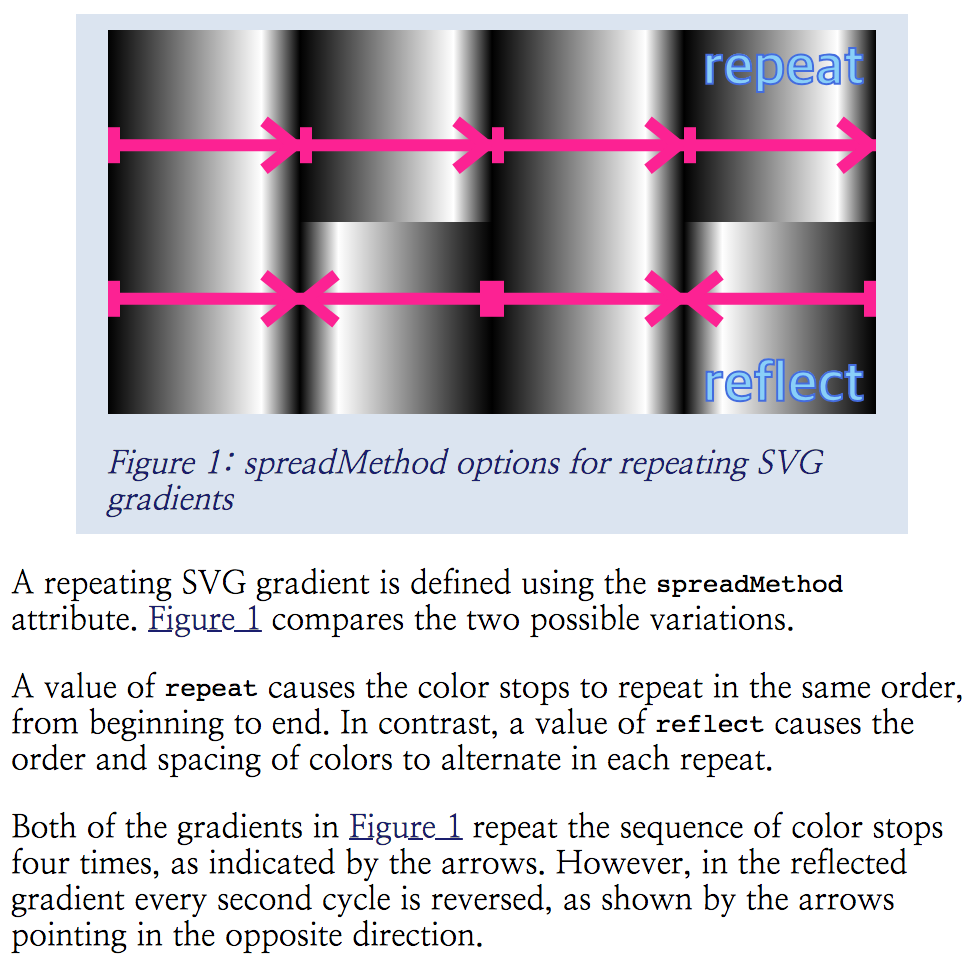 repeat
reflect
Figure 1: spreadMethod options for repeating SVG
gradients
A repeating SVG gradient is defined using the spreadMethod
attribute. Figure 1 compares the two possible variations.
A value of repeat causes the color stops to repeat in the same order,
from beginning to end. In contrast, a value of reflect causes the
order and spacing of colors to alternate in each repeat.
Both of the gradients in Figure 1 repeat the sequence of color stops
four times, as indicated by the arrows. However, in the reflected
gradient every second cycle is reversed, as shown by the arrows
pointing in the opposite direction.